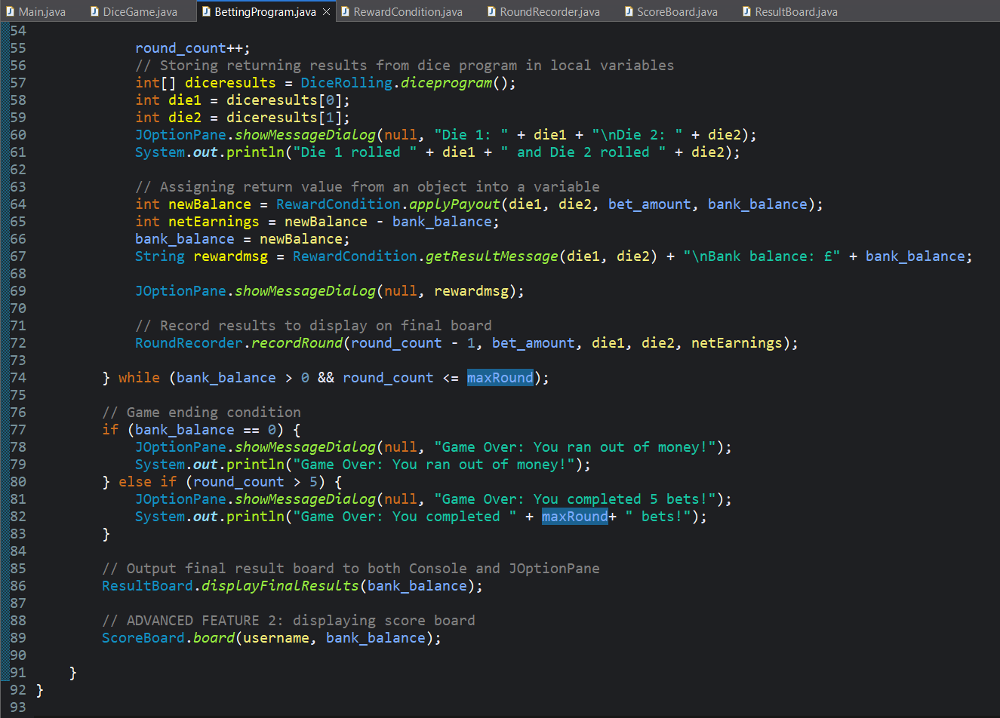 Main.java DiceGame.java BettingProgram.java RewardCondition.java RoundRecorder.java ScoreBoard.java ResultBoard.java
54
55 round_count++;
56 // Storing returning results from dice program in local variables
57 int[] diceresults = DiceRolling.diceprogram();
58 int die1 = diceresults[0];
59 int die2 = diceresults[1];
60 JOptionPane.showMessageDialog(null, "Die 1: " + die1 + "\nDie 2: " + die2);
61 System.out.println("Die 1 rolled " + die1 + " and Die 2 rolled " + die2);
62
63 // Assigning return value from an object into a variable
64 int newBalance = RewardCondition.applyPayout(die1, die2, bet_amount, bank_balance);
65 int netEarnings = newBalance - bank_balance;
66 bank_balance = newBalance;
67 String rewardmsg = RewardCondition.getResultMessage(die1, die2) + "\nBank balance: £" + bank_balance;
68
69 JOptionPane.showMessageDialog(null, rewardmsg);
70
71 // Record results to display on final board
72 RoundRecorder.recordRound(round_count - 1, bet_amount, die1, die2, netEarnings);
73
74 } while (bank_balance > 0 && round_count <= maxRound);
75
76 // Game ending condition
77 if (bank_balance == 0) {
78 JOptionPane.showMessageDialog(null, "Game Over: You ran out of money!");
79 System.out.println("Game Over: You ran out of money!");
80 } else if (round_count > 5) {
81 JOptionPane.showMessageDialog(null, "Game Over: You completed 5 bets!");
82 System.out.println("Game Over: You completed " + maxRound+ " bets!");
83 }
84
85 // Output final result board to both Console and JOptionPane
86 ResultBoard.displayFinalResults(bank_balance);
87
88 // ADVANCED FEATURE 2: displaying score board
89 ScoreBoard.board(username, bank_balance);
90
91 }
92 }
93